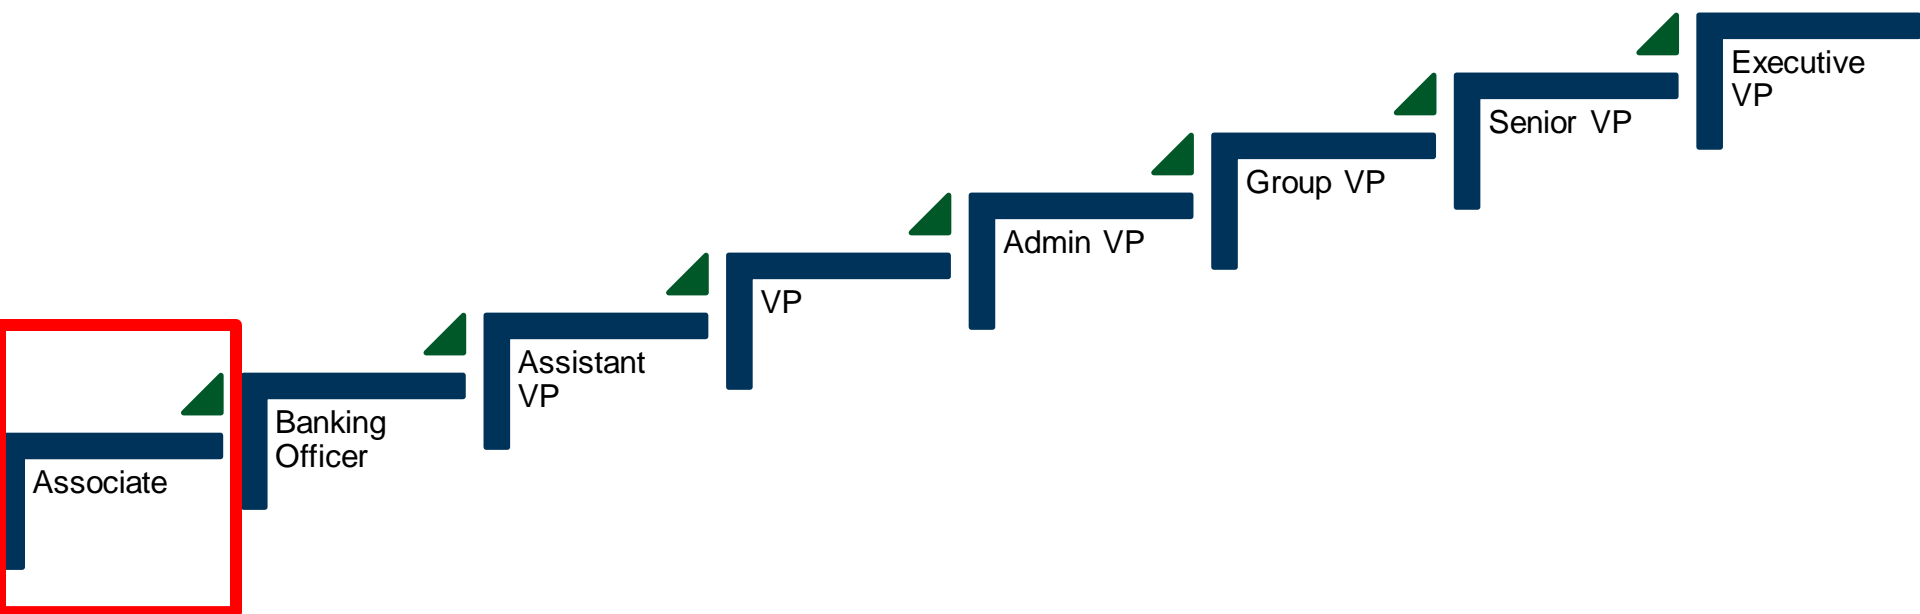 Associate
Banking
Officer
Assistant
VP
VP
Admin VP
Group VP
Senior VP
Executive
VP